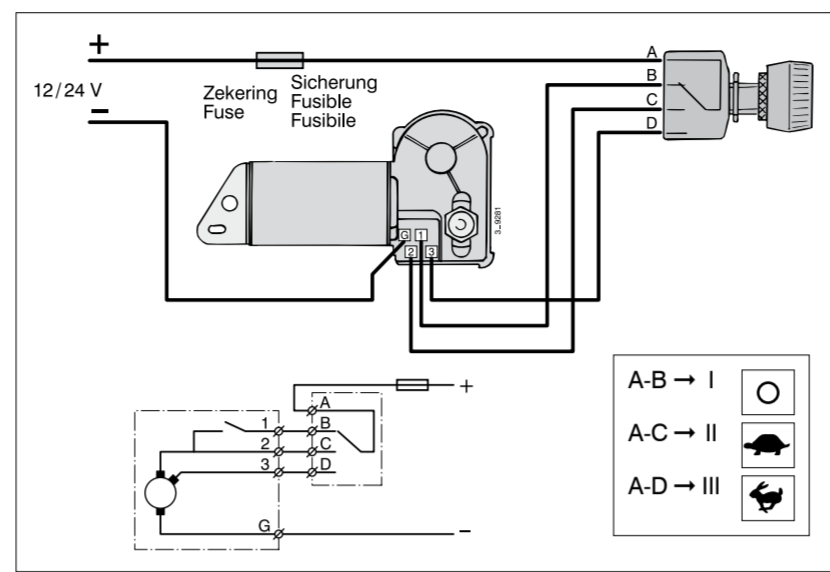 +
12/24 V
–
Zekering
Fuse
Sicherung
Fusible
Fusibile
A
B
C
D
G 1
2 3
3_9281
+
A
1 B
2 C
3 D
G –
A-B → I
A-C → II
A-D → III